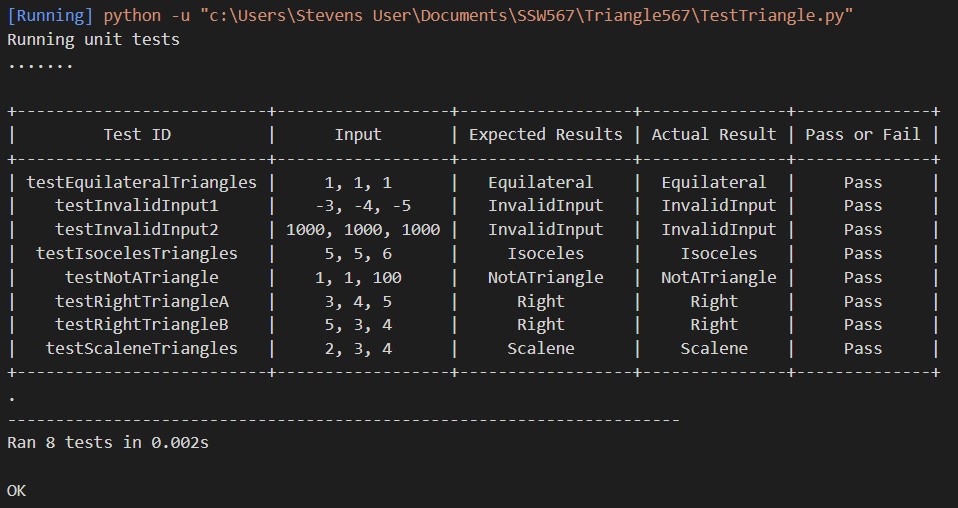 [Running] python -u "c:\Users\Stevens User\Documents\SSW567\Triangle567\TestTriangle.py"
Running unit tests
.......
+--------------------------+------------------+------------------+---------------+--------------+
| Test ID | Input | Expected Results | Actual Result | Pass or Fail |
+--------------------------+------------------+------------------+---------------+--------------+
| testEquilateralTriangles | 1, 1, 1 | Equilateral | Equilateral | Pass |
| testInvalidInput1 | -3, -4, -5 | InvalidInput | InvalidInput | Pass |
| testInvalidInput2 | 1000, 1000, 1000 | InvalidInput | InvalidInput | Pass |
| testIsocelesTriangles | 5, 5, 6 | Isoceles | Isoceles | Pass |
| testNotATriangle | 1, 1, 100 | NotATriangle | NotATriangle | Pass |
| testRightTriangleA | 3, 4, 5 | Right | Right | Pass |
| testRightTriangleB | 5, 3, 4 | Right | Right | Pass |
| testScaleneTriangles | 2, 3, 4 | Scalene | Scalene | Pass |
+--------------------------+------------------+------------------+---------------+--------------+
.
----------------------------------------------------------------------
Ran 8 tests in 0.002s
OK